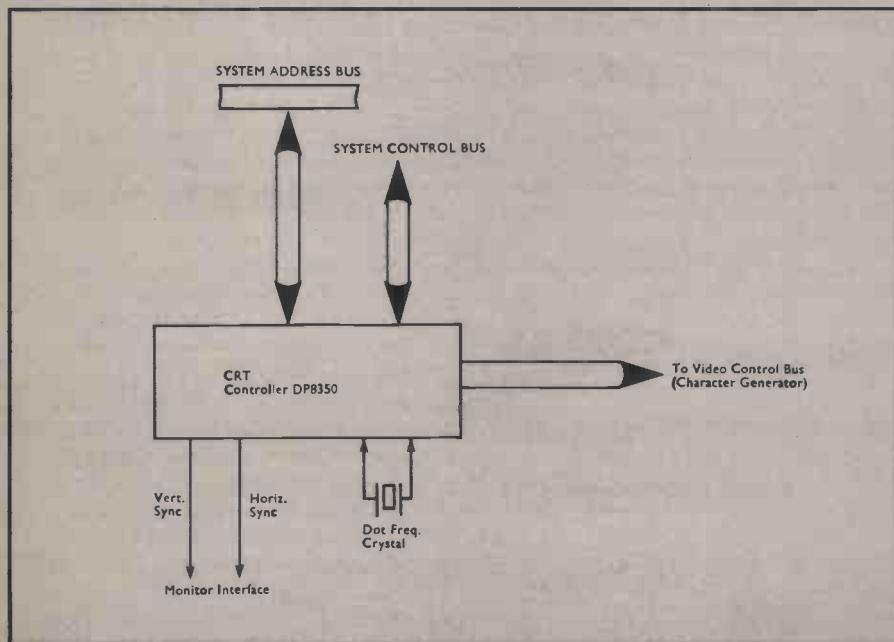 SYSTEM ADDRESS BUS
SYSTEM CONTROL BUS
CRT
Controller DP8350
To Video Control Bus
(Character Generator)
Vert.
Sync
Horiz.
Sync
Dot Freq.
Crystal
Monitor Interface